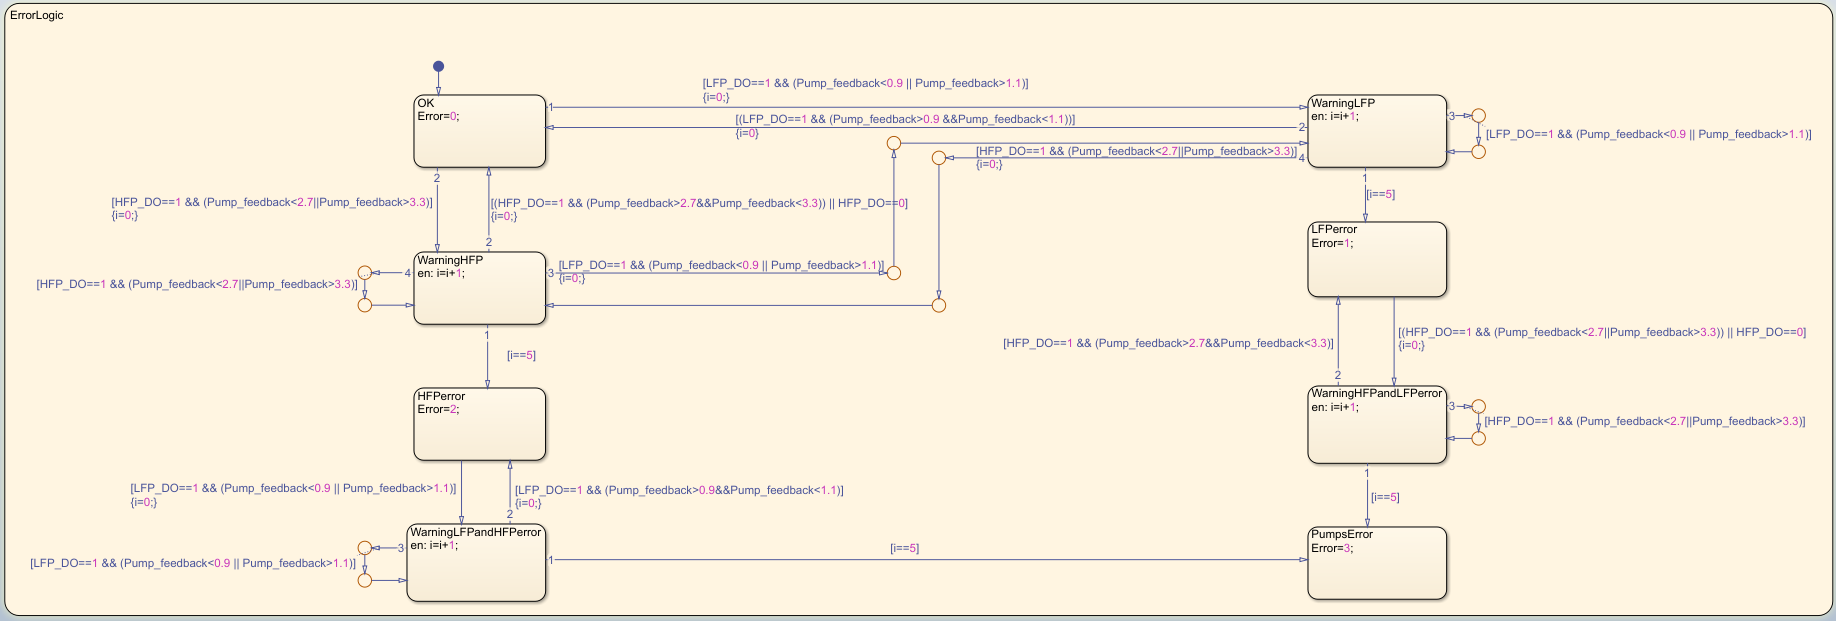 ErrorLogic
[LFP_DO==1 && (Pump_feedback<0.9 || Pump_feedback>1.1)]
{i=0;}
OK
Error=0;
1
WarningLFP
en: i=i+1;
3
[(LFP_DO==1 && (Pump_feedback>0.9 &&Pump_feedback<1.1))]
{i=0}
2
[LFP_DO==1 && (Pump_feedback<0.9 || Pump_feedback>1.1)]
[HFP_DO==1 && (Pump_feedback<2.7||Pump_feedback>3.3)]
{i=0;}
4
2
1
[i==5]
[HFP_DO==1 && (Pump_feedback<2.7||Pump_feedback>3.3)]
{i=0;}
[(HFP_DO==1 && (Pump_feedback>2.7&&Pump_feedback<3.3)) || HFP_DO==0]
{i=0;}
2
LFPerror
Error=1;
WarningHFP
en: i=i+1;
4
3
[LFP_DO==1 && (Pump_feedback<0.9 || Pump_feedback>1.1)]
{i=0;}
[HFP_DO==1 && (Pump_feedback<2.7||Pump_feedback>3.3)]
1
[i==5]
[HFP_DO==1 && (Pump_feedback>2.7&&Pump_feedback<3.3)]
[(HFP_DO==1 && (Pump_feedback<2.7||Pump_feedback>3.3)) || HFP_DO==0]
{i=0;}
2
HFPerror
Error=2;
WarningHFPandLFPerror
en: i=i+1;
3
[HFP_DO==1 && (Pump_feedback<2.7||Pump_feedback>3.3)]
1
[i==5]
[LFP_DO==1 && (Pump_feedback<0.9 || Pump_feedback>1.1)]
{i=0;}
[LFP_DO==1 && (Pump_feedback>0.9&&Pump_feedback<1.1)]
{i=0;}
2
WarningLFPandHFPerror
en: i=i+1;
3
[LFP_DO==1 && (Pump_feedback<0.9 || Pump_feedback>1.1)]
1
[i==5]
PumpsError
Error=3;